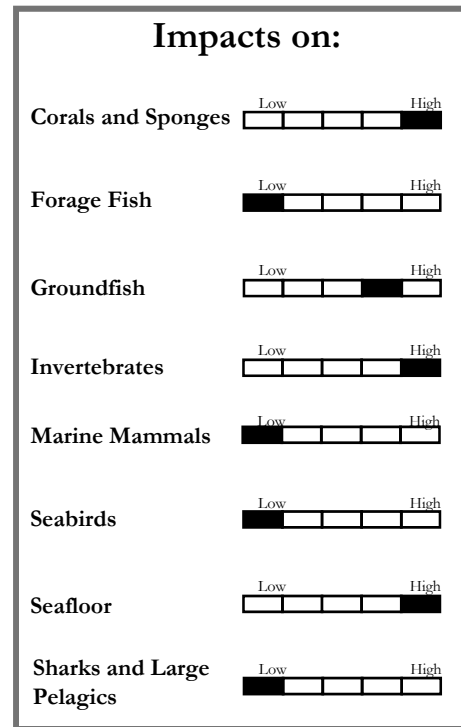 Impacts on:
Low High
Corals and Sponges
Low High
Forage Fish
Low High
Groundfish
Low High
Invertebrates
Low High
Marine Mammals
Low High
Seabirds
Low High
Seafloor
Low High
Sharks and Large
Pelagics